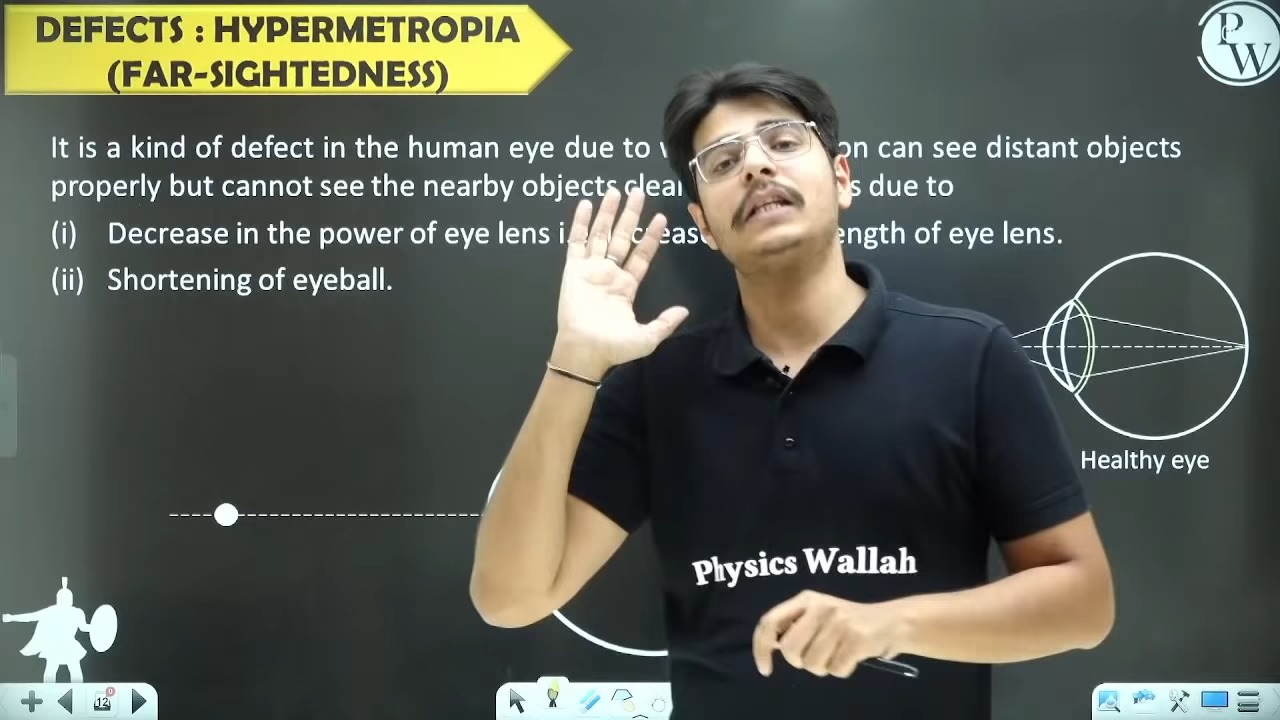 DEFECTS : HYPERMETROPIA
(FAR-SIGHTEDNESS)
PW
It is a kind of defect in the human eye due to can see distant objects
properly but cannot see the nearby objects due to
(i) Decrease in the power of eye lens of eye lens.
(ii) Shortening of eyeball.
Healthy eye
Physics Wallah
12